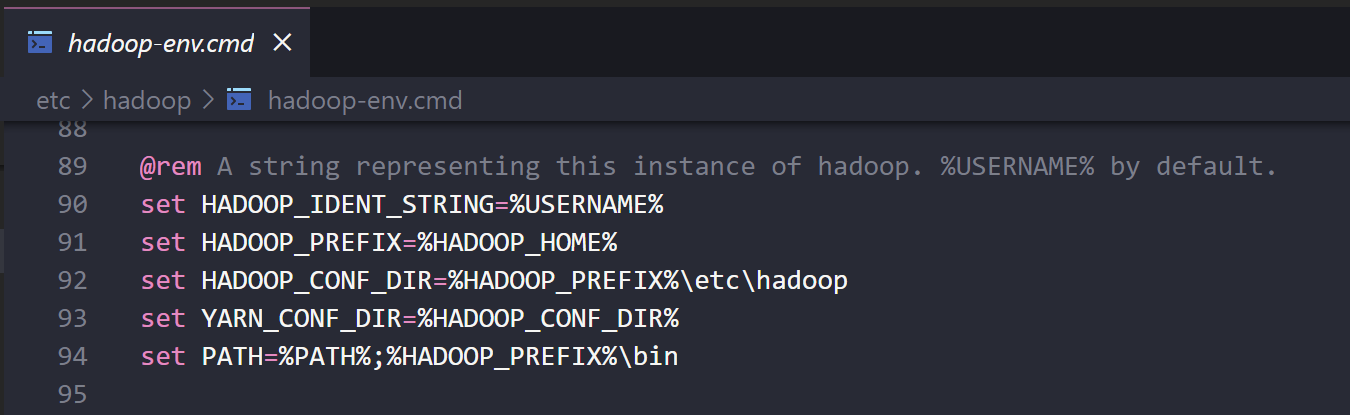 hadoop-env.cmd
etc > hadoop > hadoop-env.cmd
88
89 @rem A string representing this instance of hadoop. %USERNAME% by default.
90 set HADOOP_IDENT_STRING=%USERNAME%
91 set HADOOP_PREFIX=%HADOOP_HOME%
92 set HADOOP_CONF_DIR=%HADOOP_PREFIX%\etc\hadoop
93 set YARN_CONF_DIR=%HADOOP_CONF_DIR%
94 set PATH=%PATH%;%HADOOP_PREFIX%\bin
95